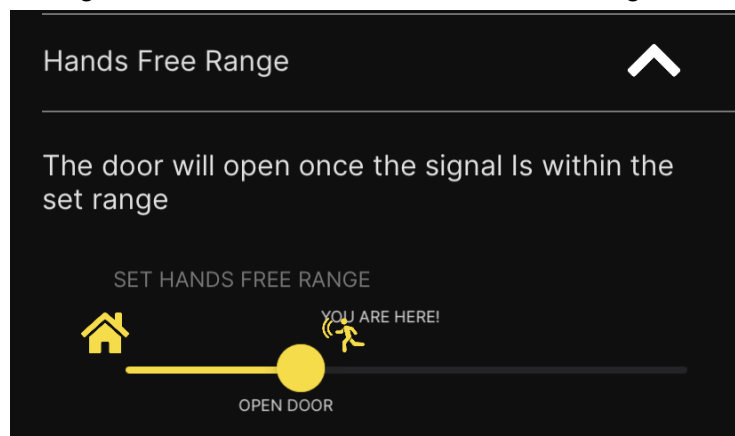 Hands Free Range
The door will open once the signal Is within the
set range
SET HANDS FREE RANGE
YOU ARE HERE!
OPEN DOOR